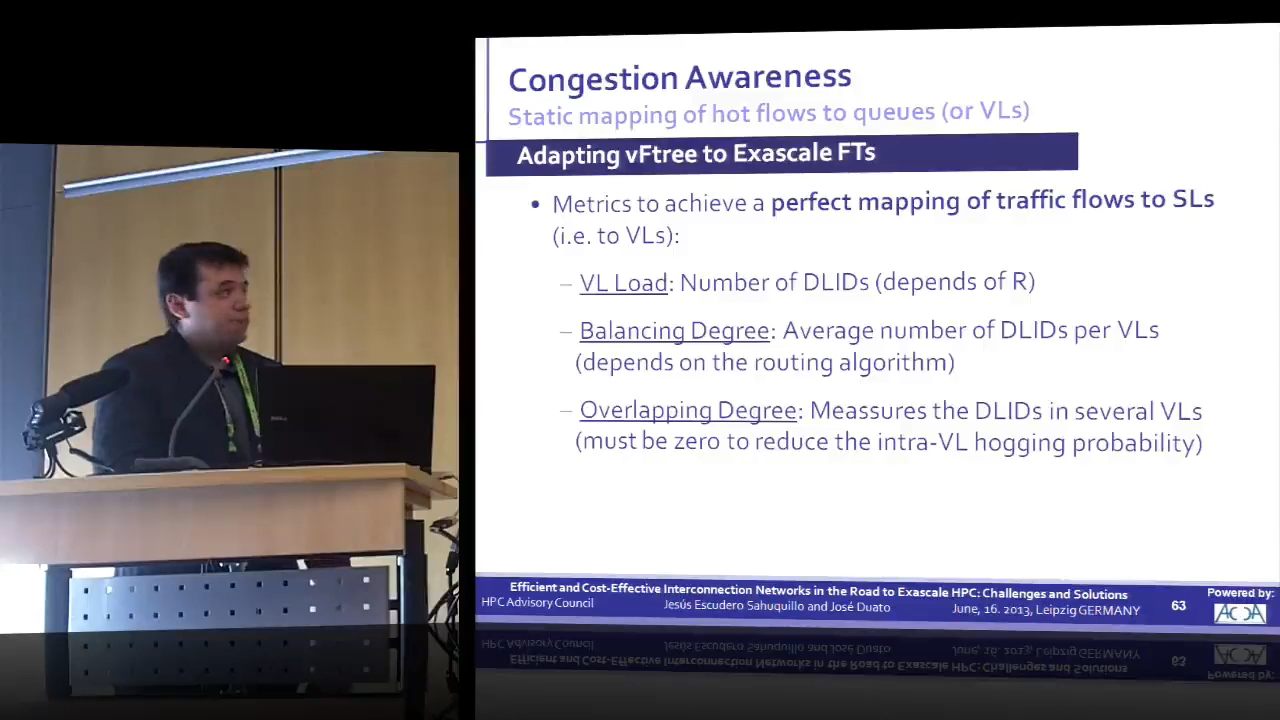 Congestion Awareness
Static mapping of hot flows to queues (or VLs)
Adapting vFtree to Exascale FTs
• Metrics to achieve a perfect mapping of traffic flows to SLs
(i.e. to VLs):
– VL Load: Number of DLIDs (depends of R)
– Balancing Degree: Average number of DLIDs per VLs
(depends on the routing algorithm)
– Overlapping Degree: Meassures the DLIDs in several VLs
(must be zero to reduce the intra-VL hogging probability)
Efficient and Cost-Effective Interconnection Networks in the Road to Exascale HPC: Challenges and Solutions
HPC Advisory Council Jesús Escudero Sahuquillo and José Duato June, 16. 2013, Leipzig GERMANY 63
Powered by:
ACCA